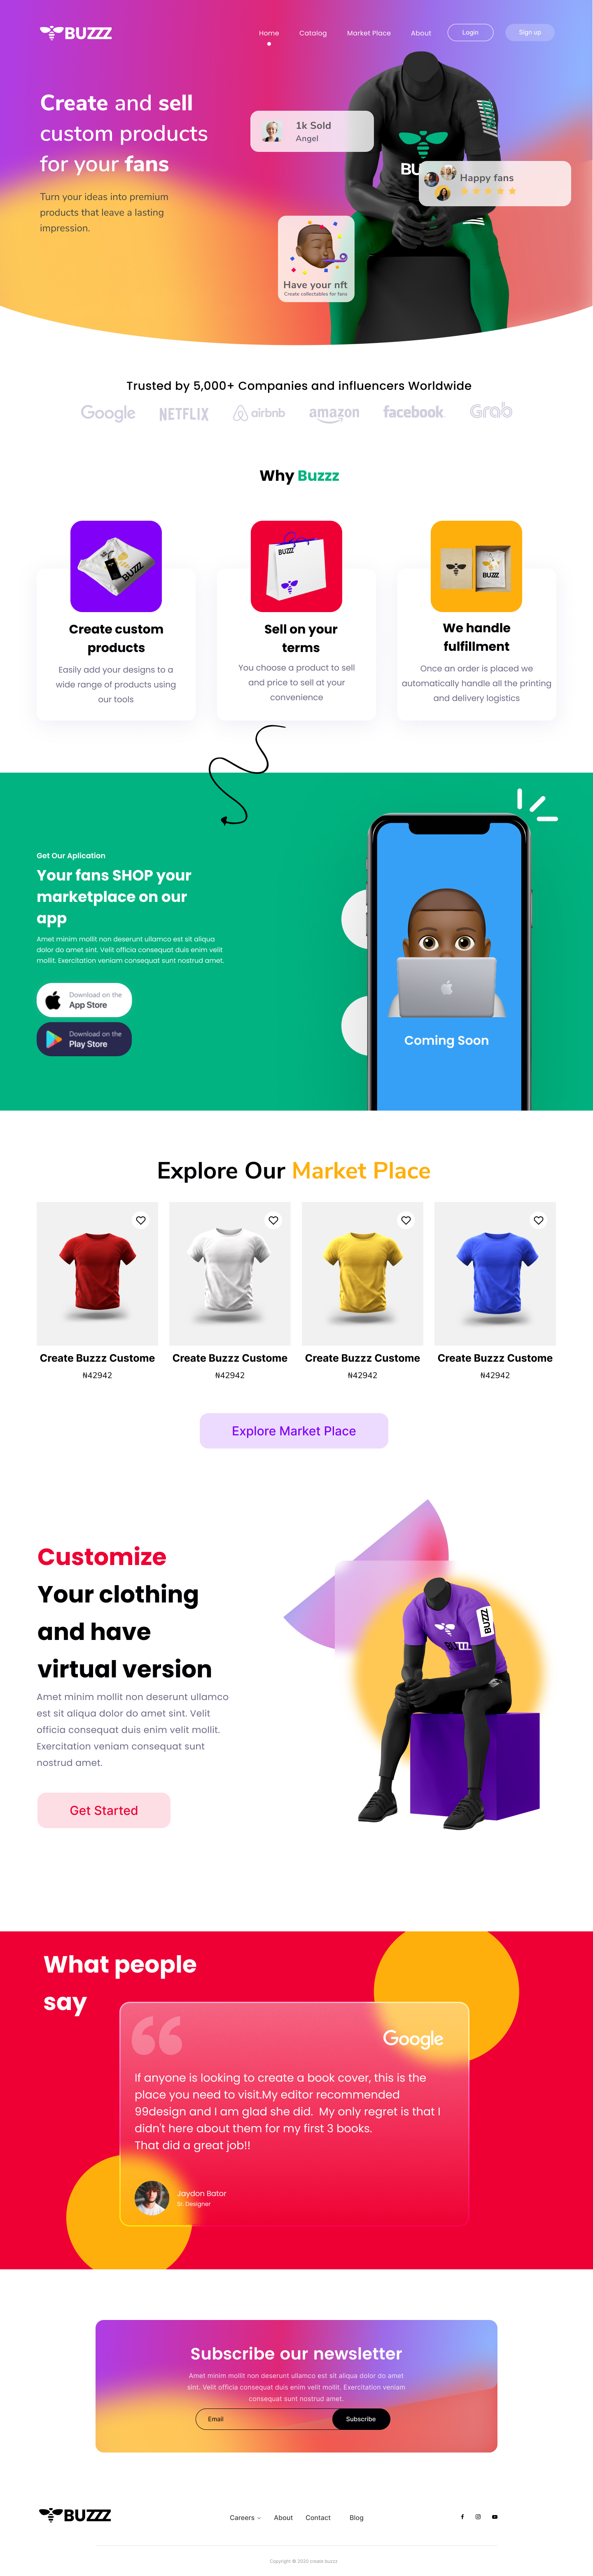 BUZZZ
Home
Catalog
Market Place
About
Login
Sign up
Create and sell
custom products
for your fans
Turn your ideas into premium
products that leave a lasting
impression.
1k Sold
Angel
BU
Happy fans
Have your nft
Create collectables for fans
Trusted by 5,000+ Companies and influencers Worldwide
Google
NETFLIX
airbnb
amazon
facebook
Grab
Why Buzzz
BUZZZ
BUZZZ
BUZZZ
Create custom
products
Easily add your designs to a
wide range of products using
our tools
Sell on your
terms
You choose a product to sell
and price to sell at your
convenience
We handle
fulfillment
Once an order is placed we
automatically handle all the printing
and delivery logistics
Get Our Aplication
Your fans SHOP your
marketplace on our
app
Amet minim mollit non deserunt ullamco est sit aliqua
dolor do amet sint. Velit officia consequat duis enim velit
mollit. Exercitation veniam consequat sunt nostrud amet.
Download on the
App Store
Download on the
Play Store
Coming Soon
Explore Our Market Place
Create Buzzz Custome
₦42942
Create Buzzz Custome
₦42942
Create Buzzz Custome
₦42942
Create Buzzz Custome
₦42942
Explore Market Place
Customize
Your clothing
and have
virtual version
Amet minim mollit non deserunt ullamco
est sit aliqua dolor do amet sint. Velit
officia consequat duis enim velit mollit.
Exercitation veniam consequat sunt
nostrud amet.
Get Started
BUZZZ
BUZZZ
What people
say
Google
If anyone is looking to create a book cover, this is the
place you need to visit.My editor recommended
99design and I am glad she did.  My only regret is that I
didn't here about them for my first 3 books.
That did a great job!!
Jaydon Bator
Sr. Designer
Subscribe our newsletter
Amet minim mollit non deserunt ullamco est sit aliqua dolor do amet
sint. Velit officia consequat duis enim velit mollit. Exercitation veniam
consequat sunt nostrud amet.
Email
Subscribe
BUZZZ
Careers
About
Contact
Blog
Copyright © 2020 create buzzz